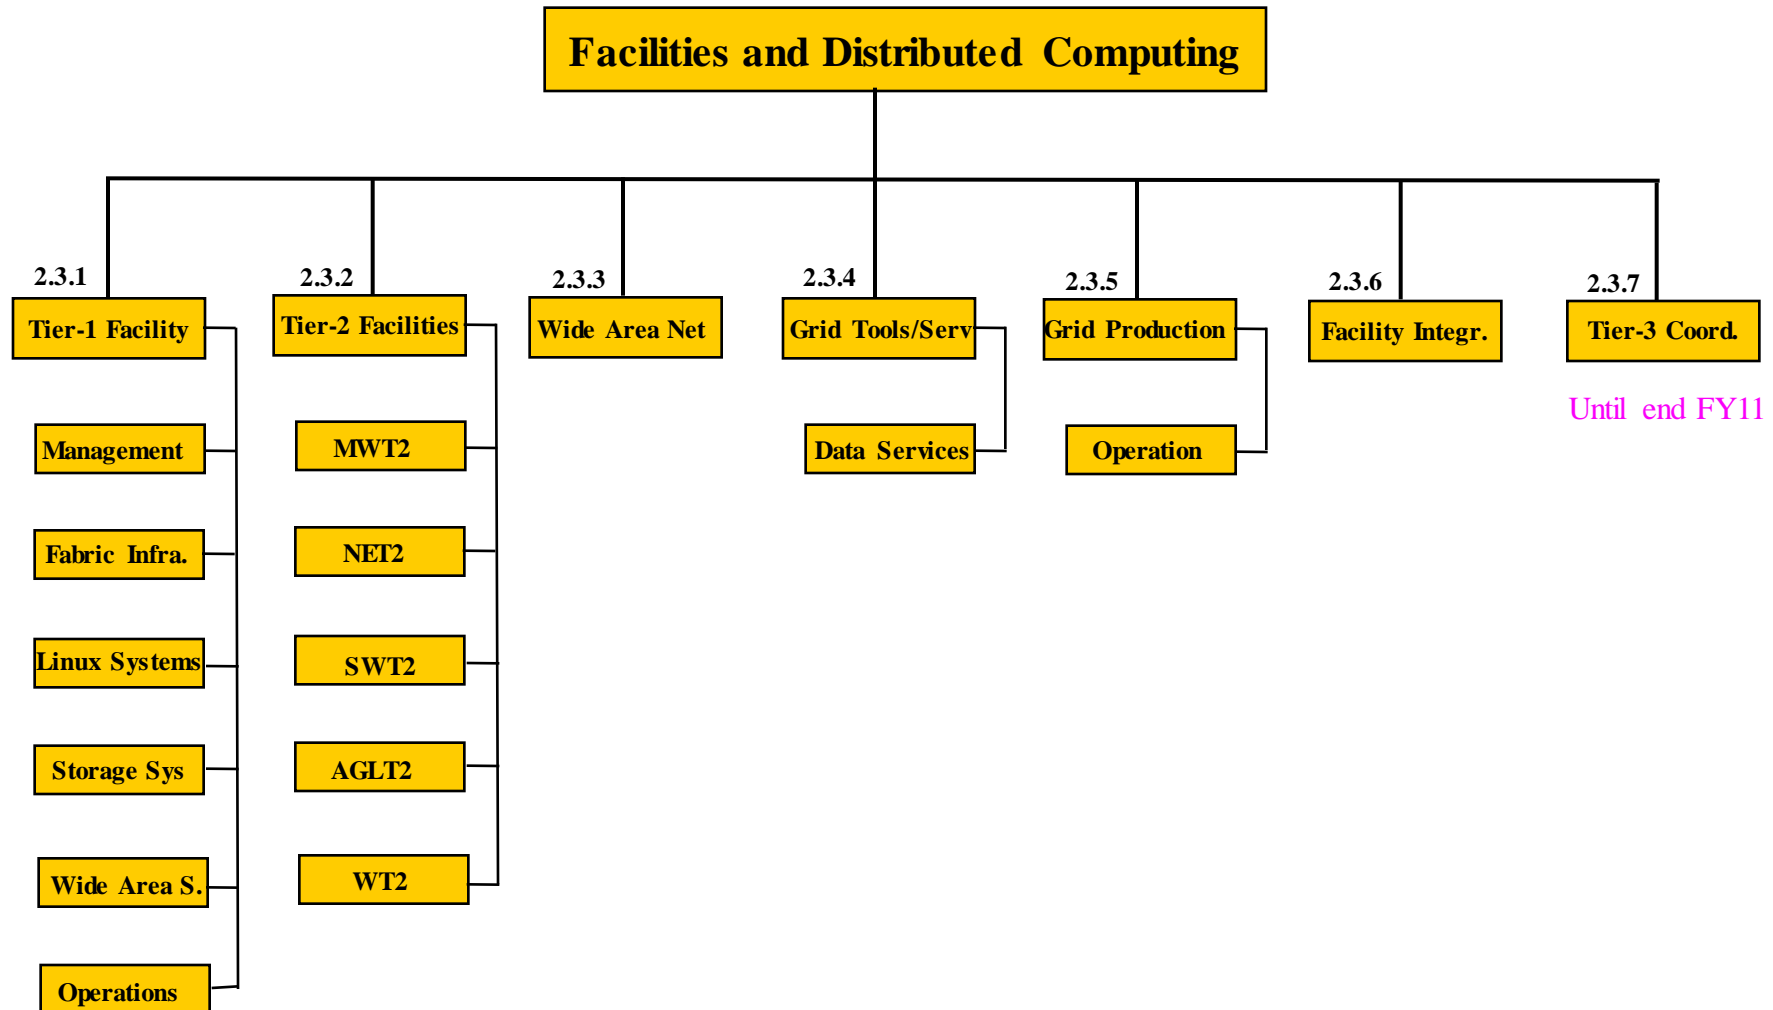 Facilities and Distributed Computing
2.3.1
2.3.2
2.3.3
2.3.4
2.3.5
2.3.6
2.3.7
Tier-1 Facility
Tier-2 Facilities
Wide Area Net
Grid Tools/Serv
Grid Production
Facility Integr.
Tier-3 Coord.
Until end FY11
Management
MWT2
Data Services
Operation
Fabric Infra.
NET2
Linux Systems
SWT2
Storage Sys
AGLT2
Wide Area S.
WT2
Operations